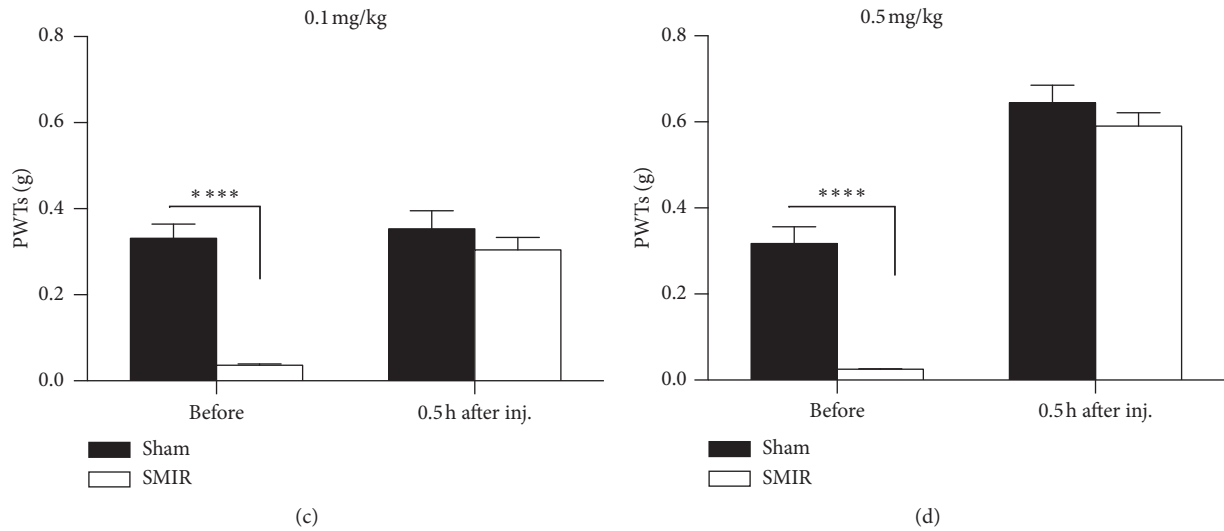 0.1 mg/kg
0.8
0.6
0.4
0.2
0.0
PWTs (g)
****
Before
0.5 h after inj.
Sham
SMIR
(c)
0.5 mg/kg
0.8
0.6
0.4
0.2
0.0
PWTs (g)
****
Before
0.5 h after inj.
Sham
SMIR
(d)